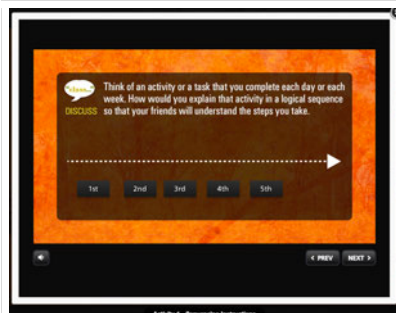 Think of an activity or a task that you complete each day or each
week. How would you explain that activity in a logical sequence
DISCUSS so that your friends will understand the steps you take.
1st 2nd 3rd 4th 5th
PREV NEXT